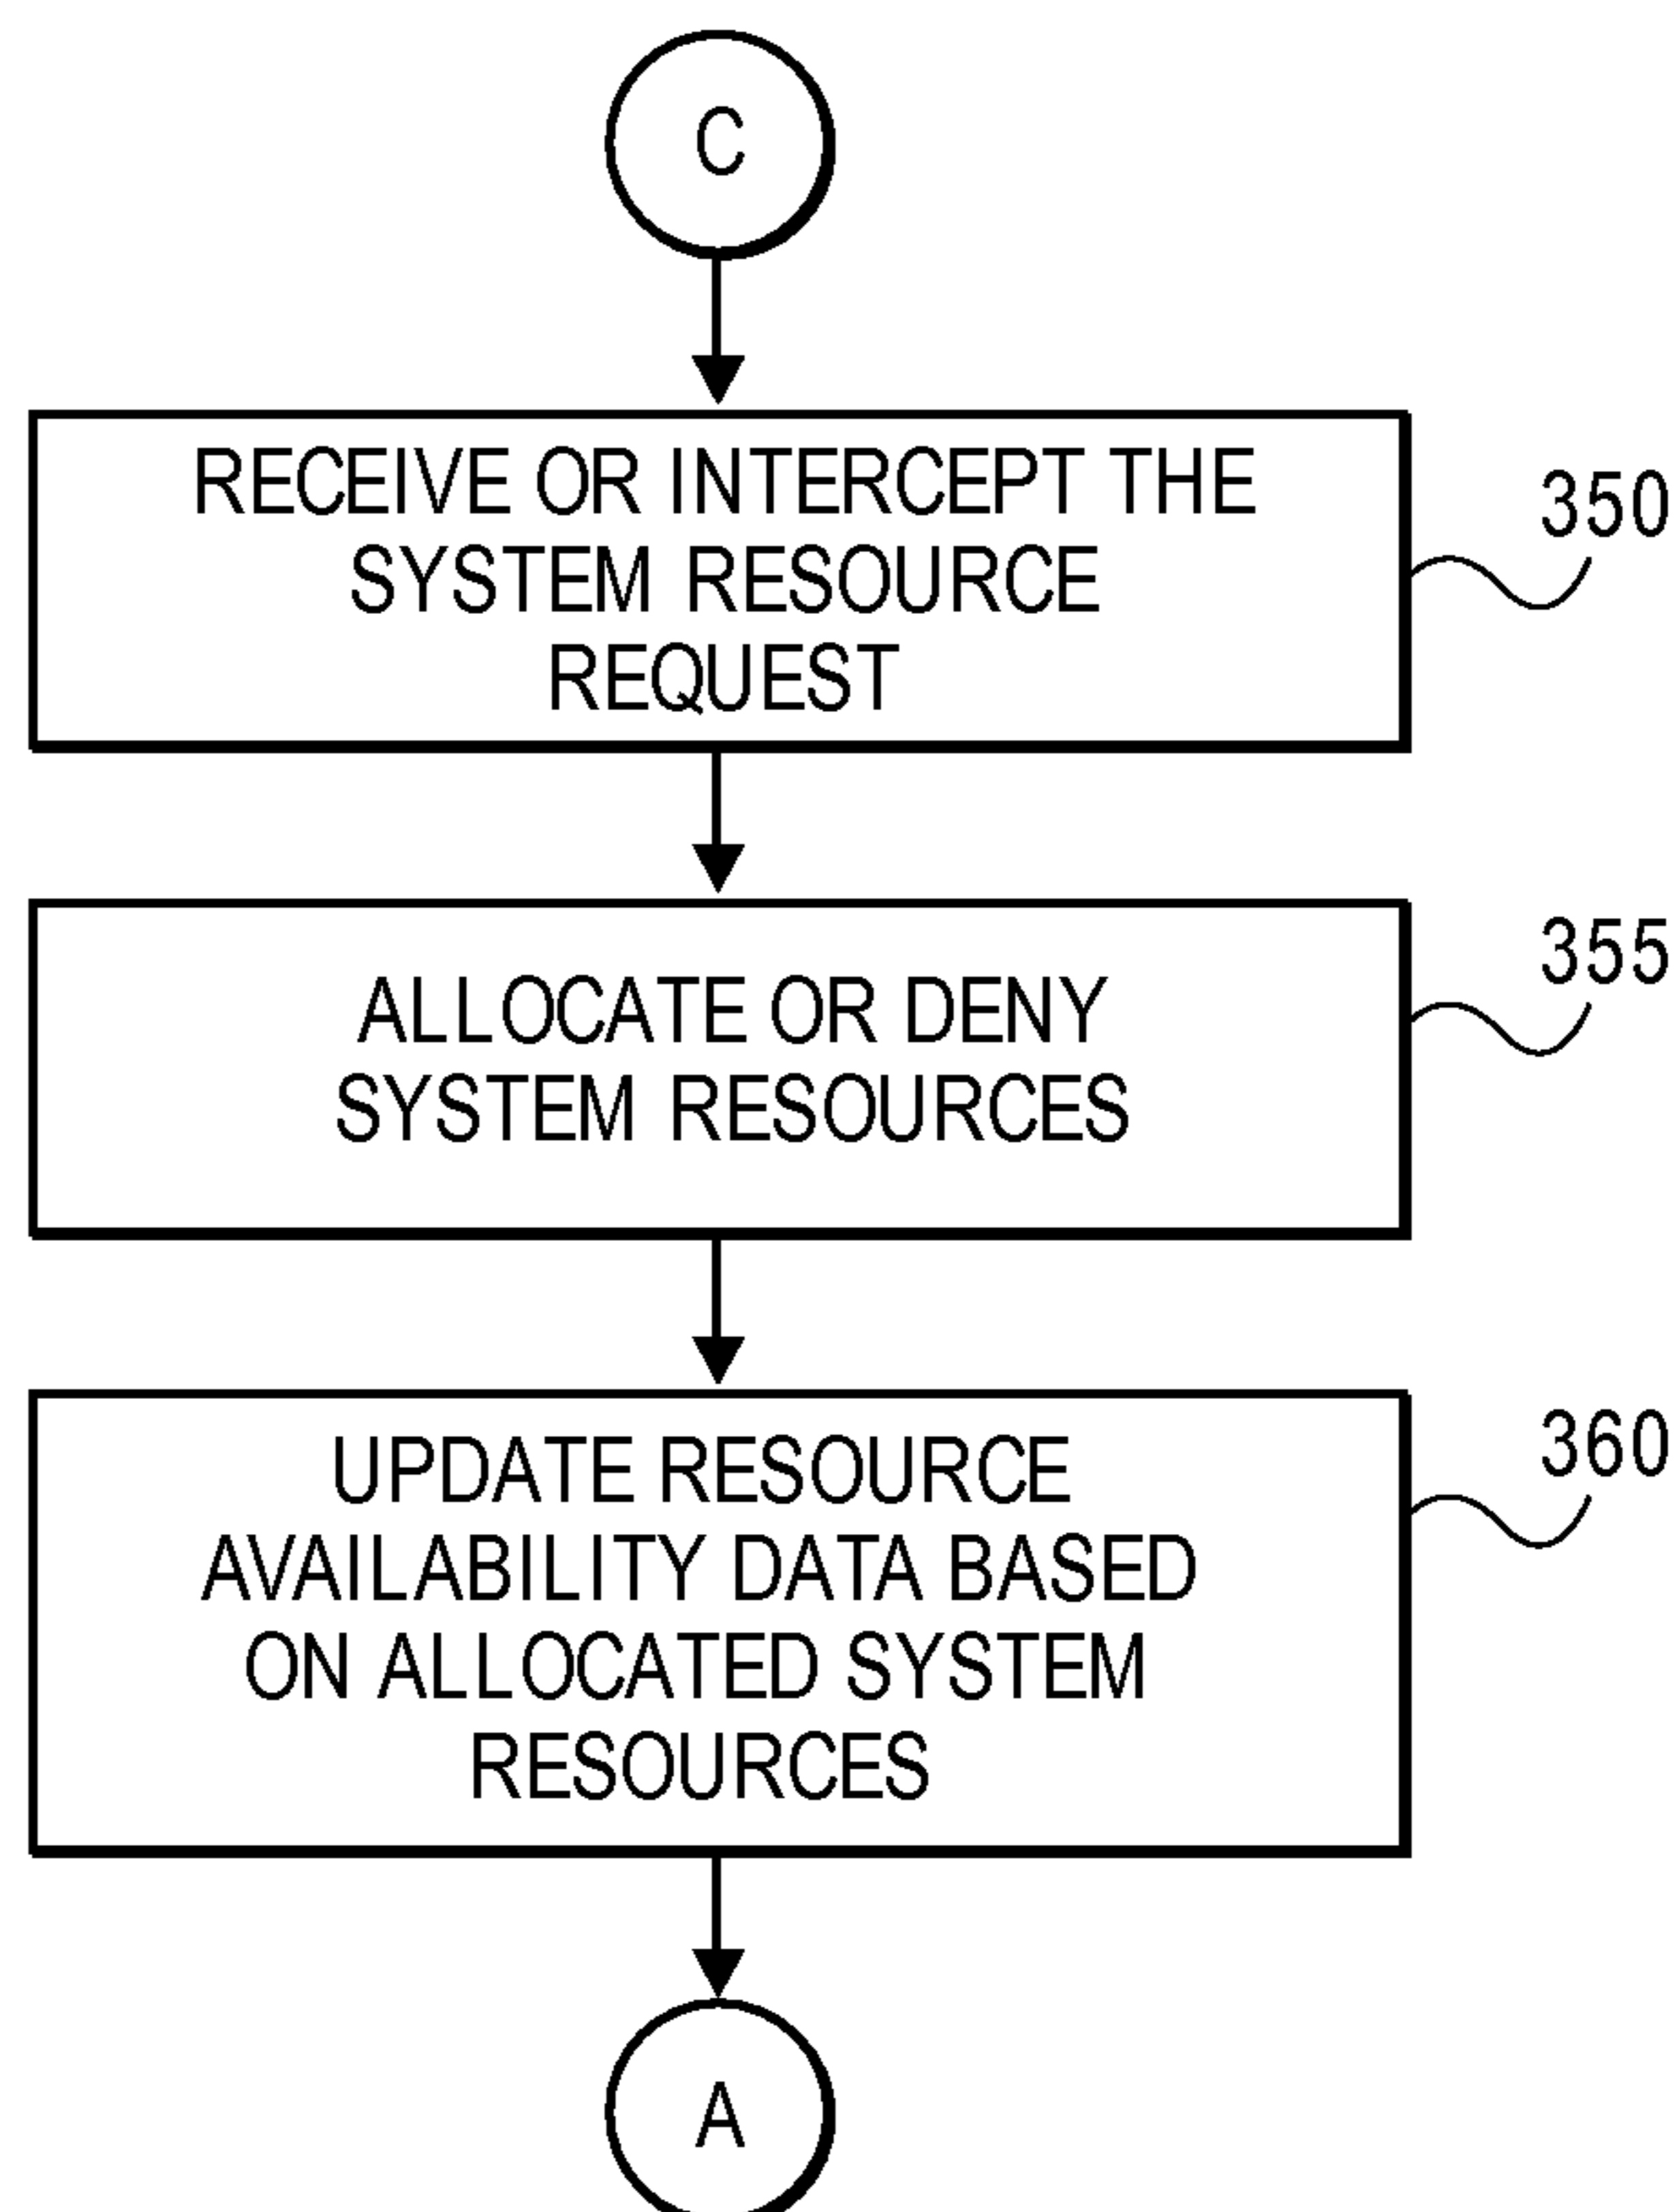 C
RECEIVE OR INTERCEPT THE
SYSTEM RESOURCE
REQUEST
350
ALLOCATE OR DENY
SYSTEM RESOURCES
355
UPDATE RESOURCE
AVAILABILITY DATA BASED
ON ALLOCATED SYSTEM
RESOURCES
360
A